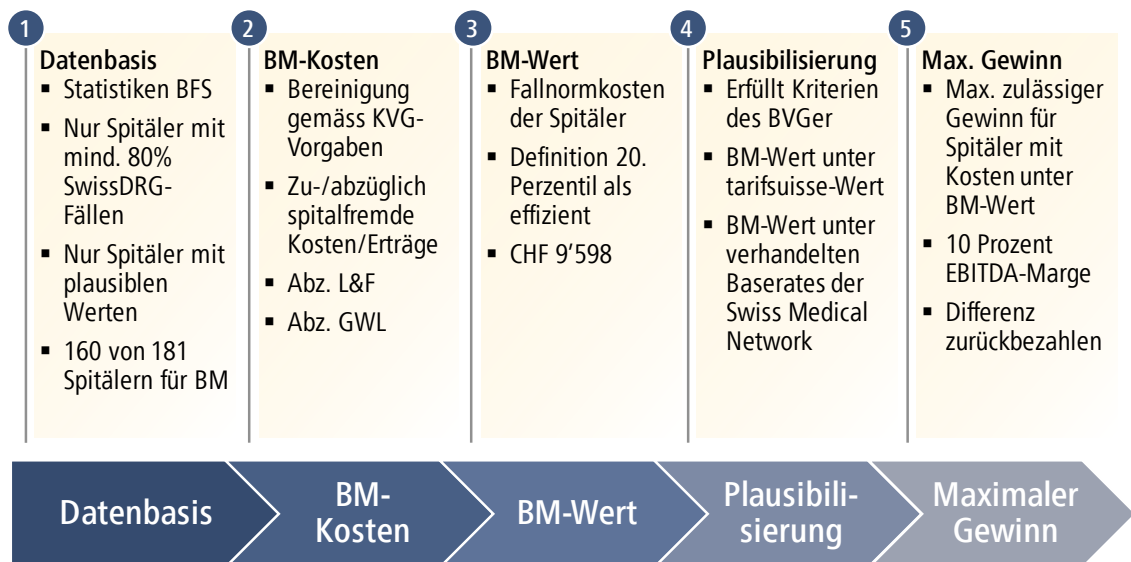 1
Datenbasis
▪ Statistiken BFS
▪ Nur Spitäler mit
mind. 80%
SwissDRG-
Fällen
▪ Nur Spitäler mit
plausiblen
Werten
▪ 160 von 181
Spitälern für BM
2
BM-Kosten
▪ Bereinigung
gemäss KVG-
Vorgaben
▪ Zu-/abzüglich
spitalfremde
Kosten/Erträge
▪ Abz. L&F
▪ Abz. GWL
3
BM-Wert
▪ Fallnormkosten
der Spitäler
▪ Definition 20.
Perzentil als
effizient
▪ CHF 9’598
4
Plausibilisierung
▪ Erfüllt Kriterien
des BVGer
▪ BM-Wert unter
tarifsuisse-Wert
▪ BM-Wert unter
verhandelten
Baserates der
Swiss Medical
Network
5
Max. Gewinn
▪ Max. zulässiger
Gewinn für
Spitäler mit
Kosten unter
BM-Wert
▪ 10 Prozent
EBITDA-Marge
▪ Differenz
zurückbezahlen
Datenbasis
BM-
Kosten
BM-Wert
Plausibili-
sierung
Maximaler
Gewinn